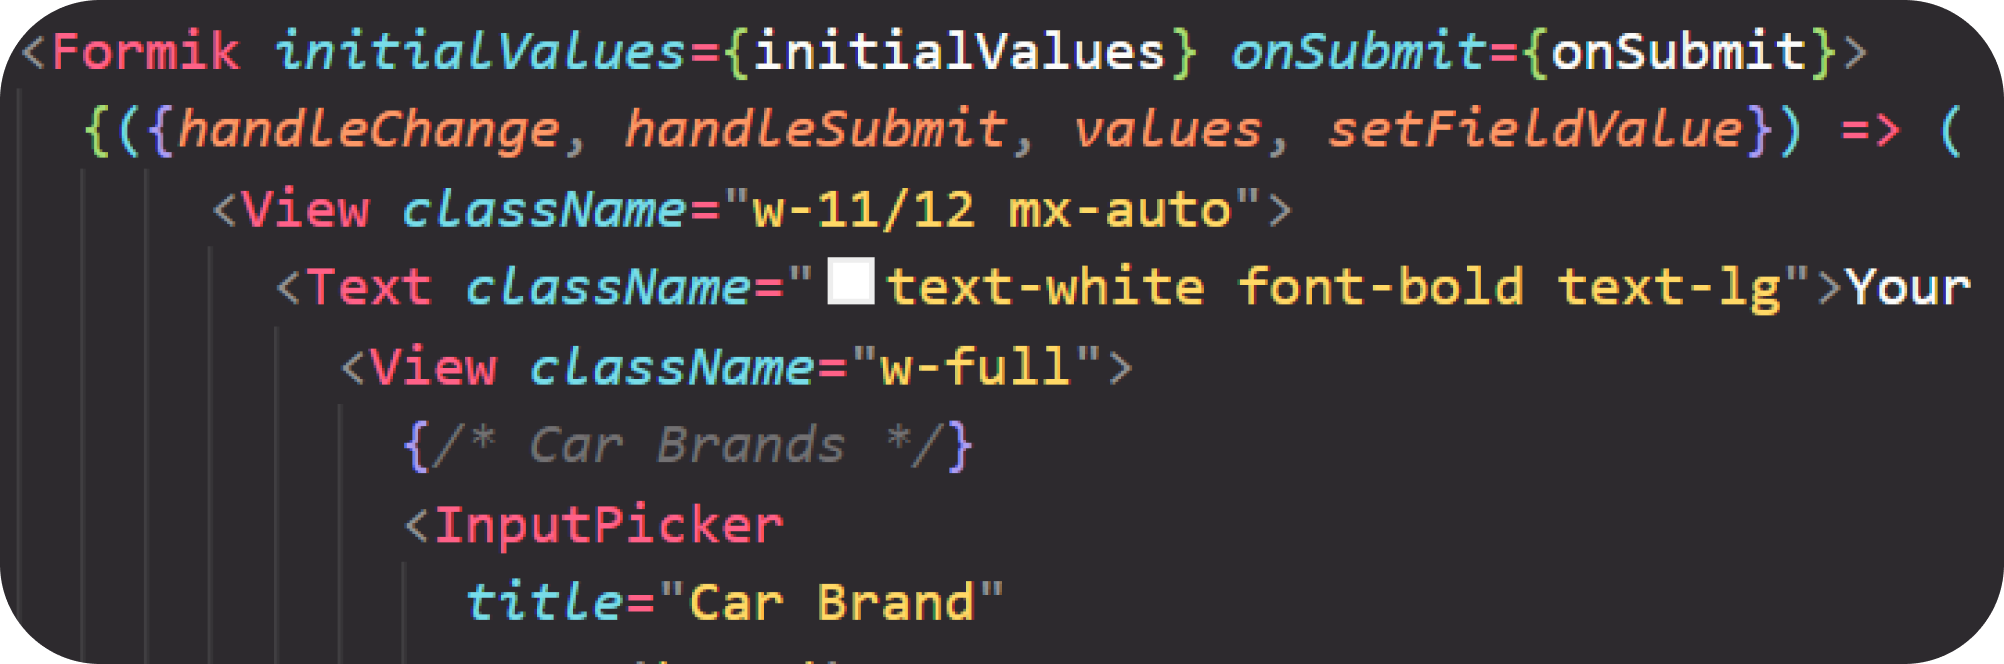 <Formik initialValues={initialValues} onSubmit={onSubmit}>
{({handleChange, handleSubmit, values, setFieldValue}) => (
<View className="w-11/12 mx-auto">
<Text className="text-white font-bold text-lg">Your
<View className="w-full">
{/* Car Brands */}
<InputPicker
title="Car Brand"